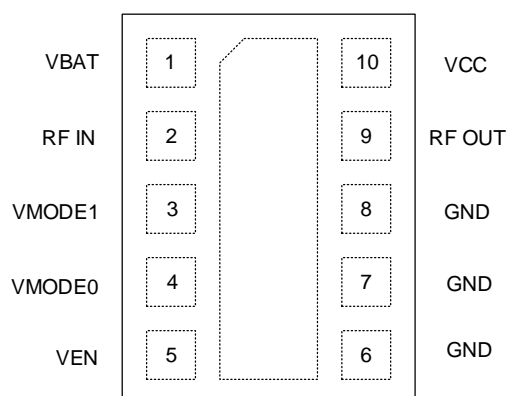 VBAT 1 10 VCC
RF IN 2 9 RF OUT
VMODE1 3 8 GND
VMODE0 4 7 GND
VEN 5 6 GND